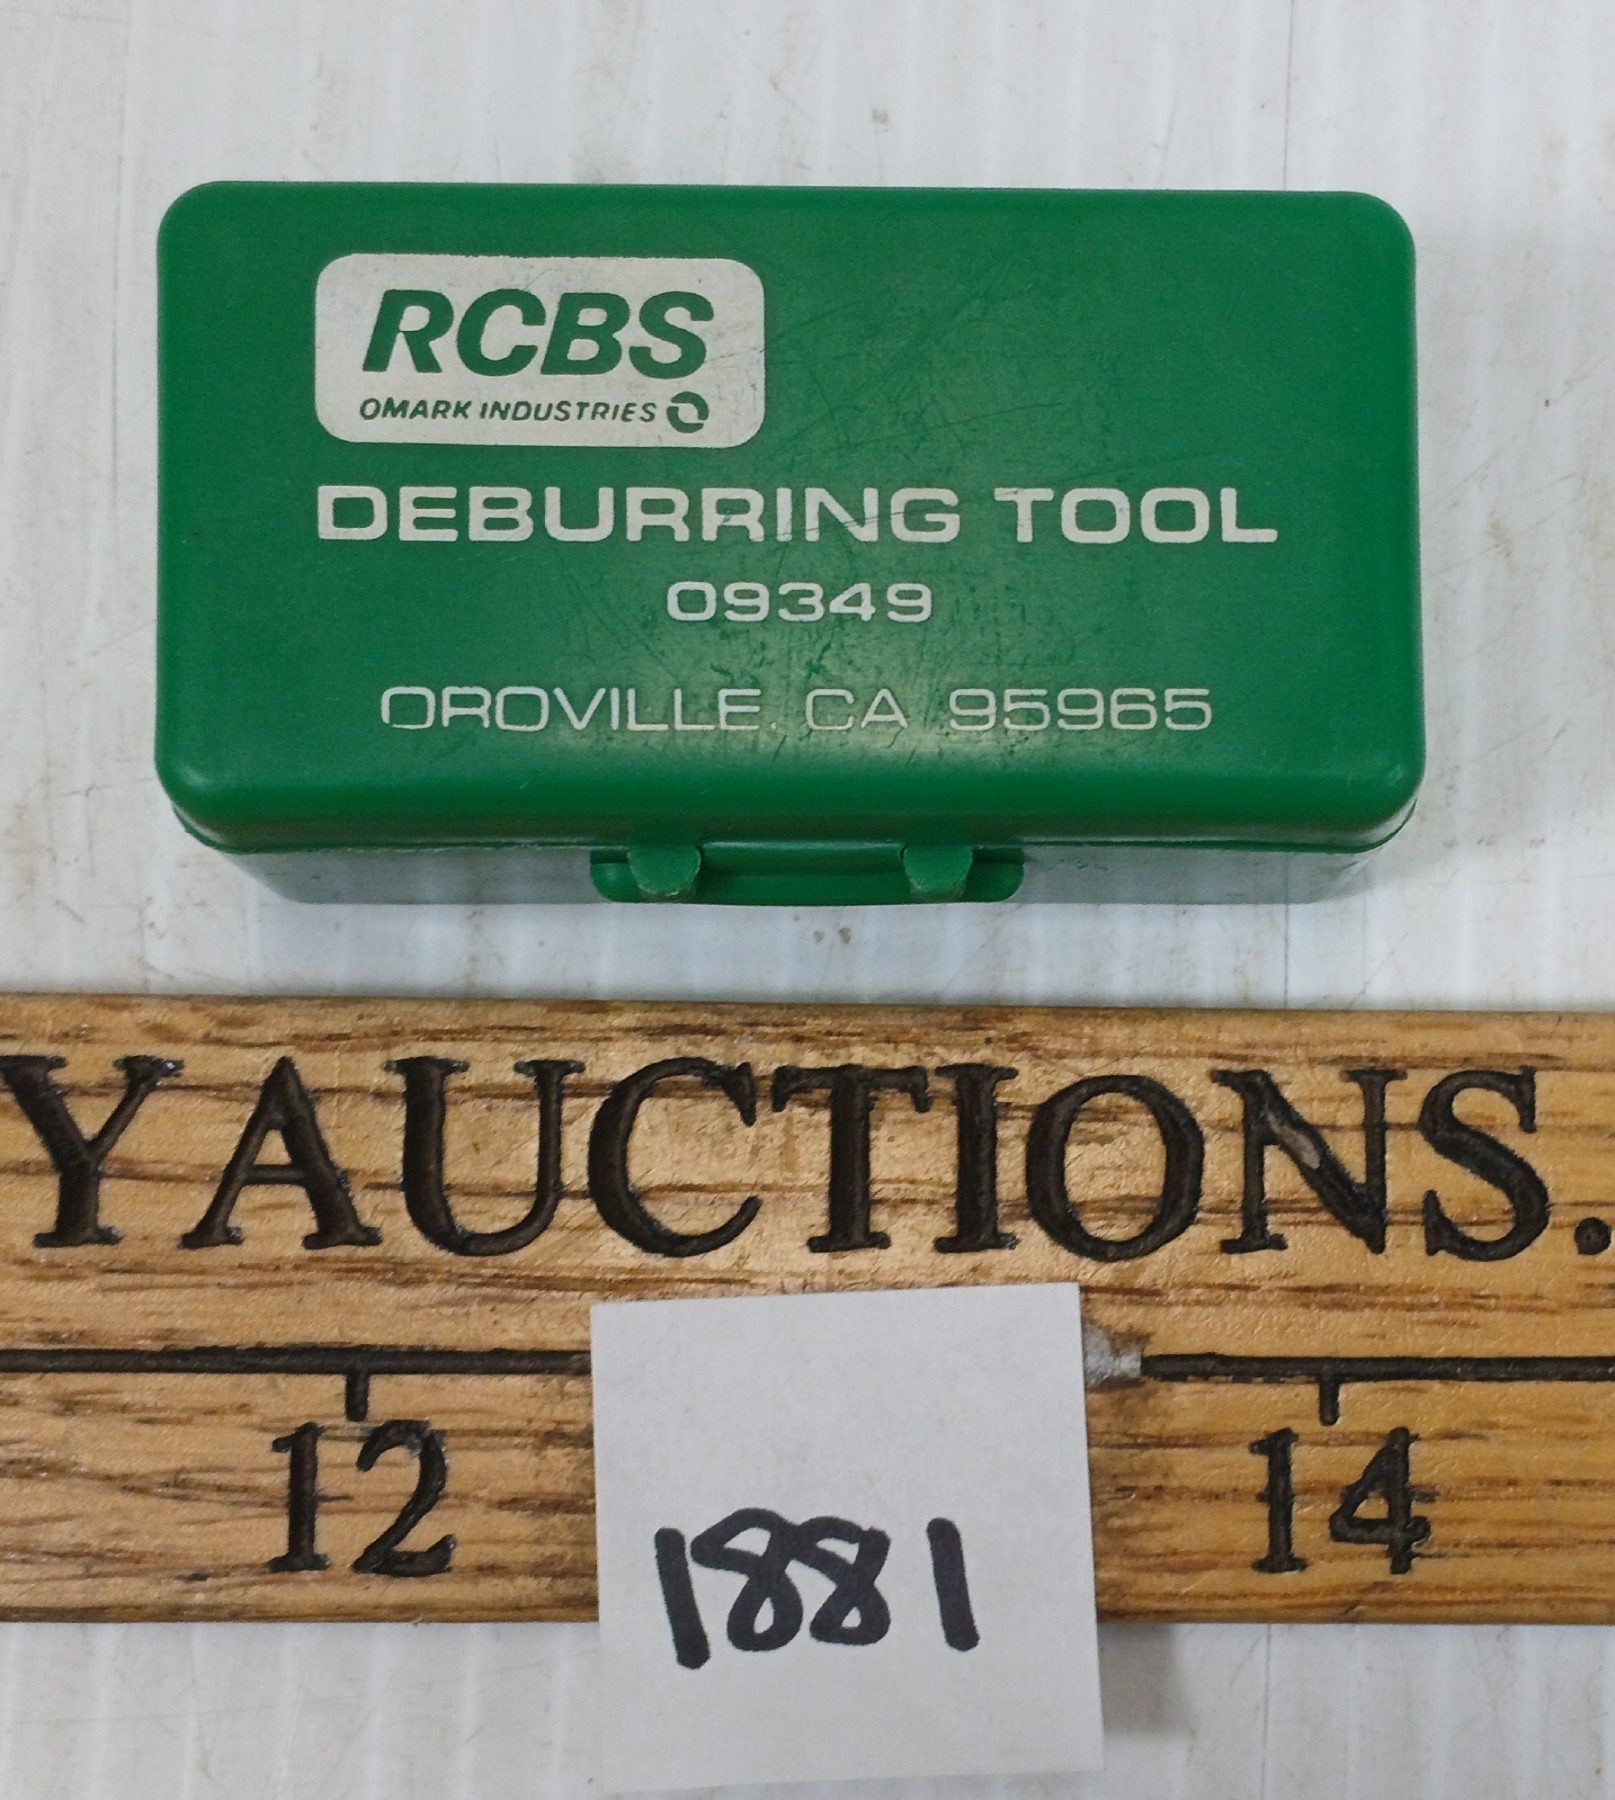 RCBS
OMARK INDUSTRIES
DEBURRING TOOL
09349
OROVILLE, CA 95965
YAUCTIONS.
12 14
1881